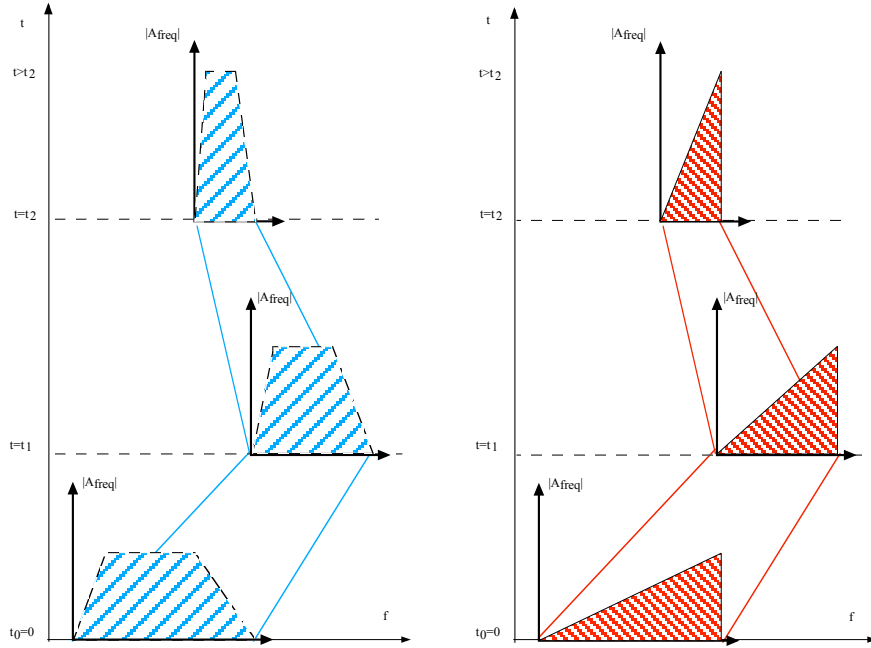 t
|Afreq|
t>t2
t=t2
|Afreq|
t=t1
|Afreq|
f
t0=0
t
|Afreq|
t>t2
t=t2
|Afreq|
t=t1
|Afreq|
f
t0=0